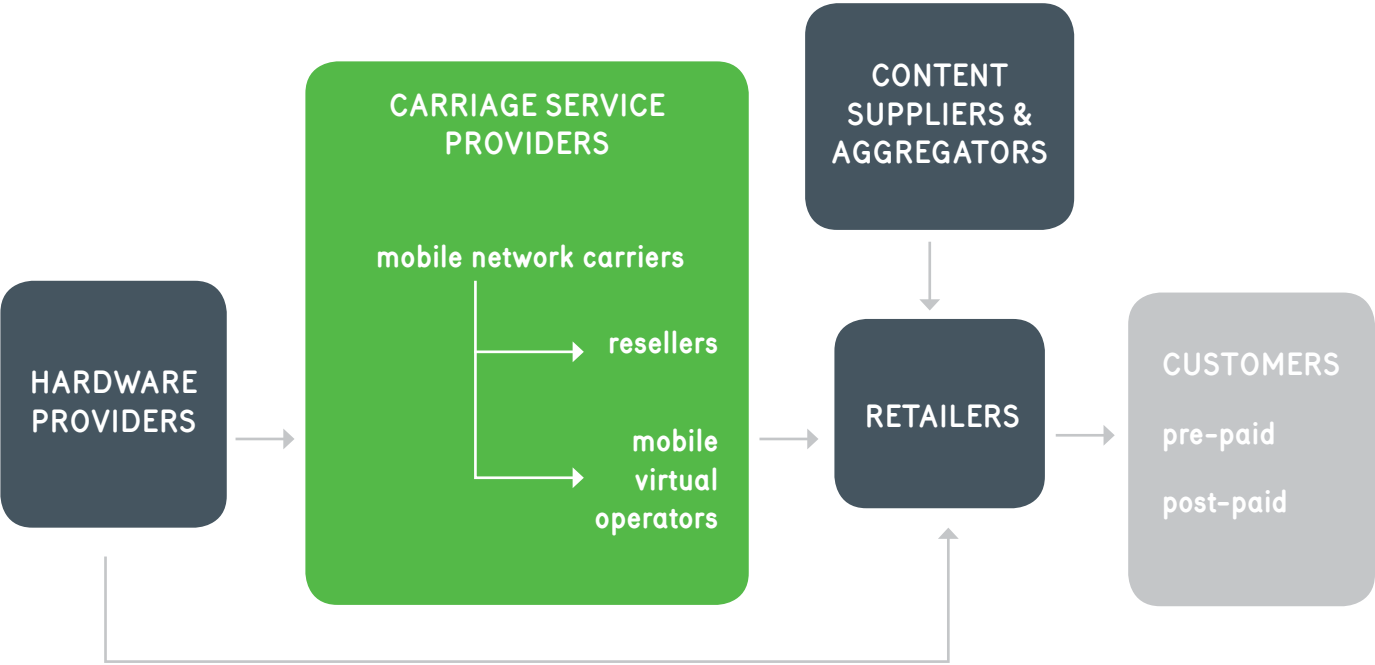 HARDWARE
PROVIDERS
CARRIAGE SERVICE
PROVIDERS
mobile network carriers
resellers
mobile
virtual
operators
CONTENT
SUPPLIERS &
AGGREGATORS
RETAILERS
CUSTOMERS
pre-paid
post-paid